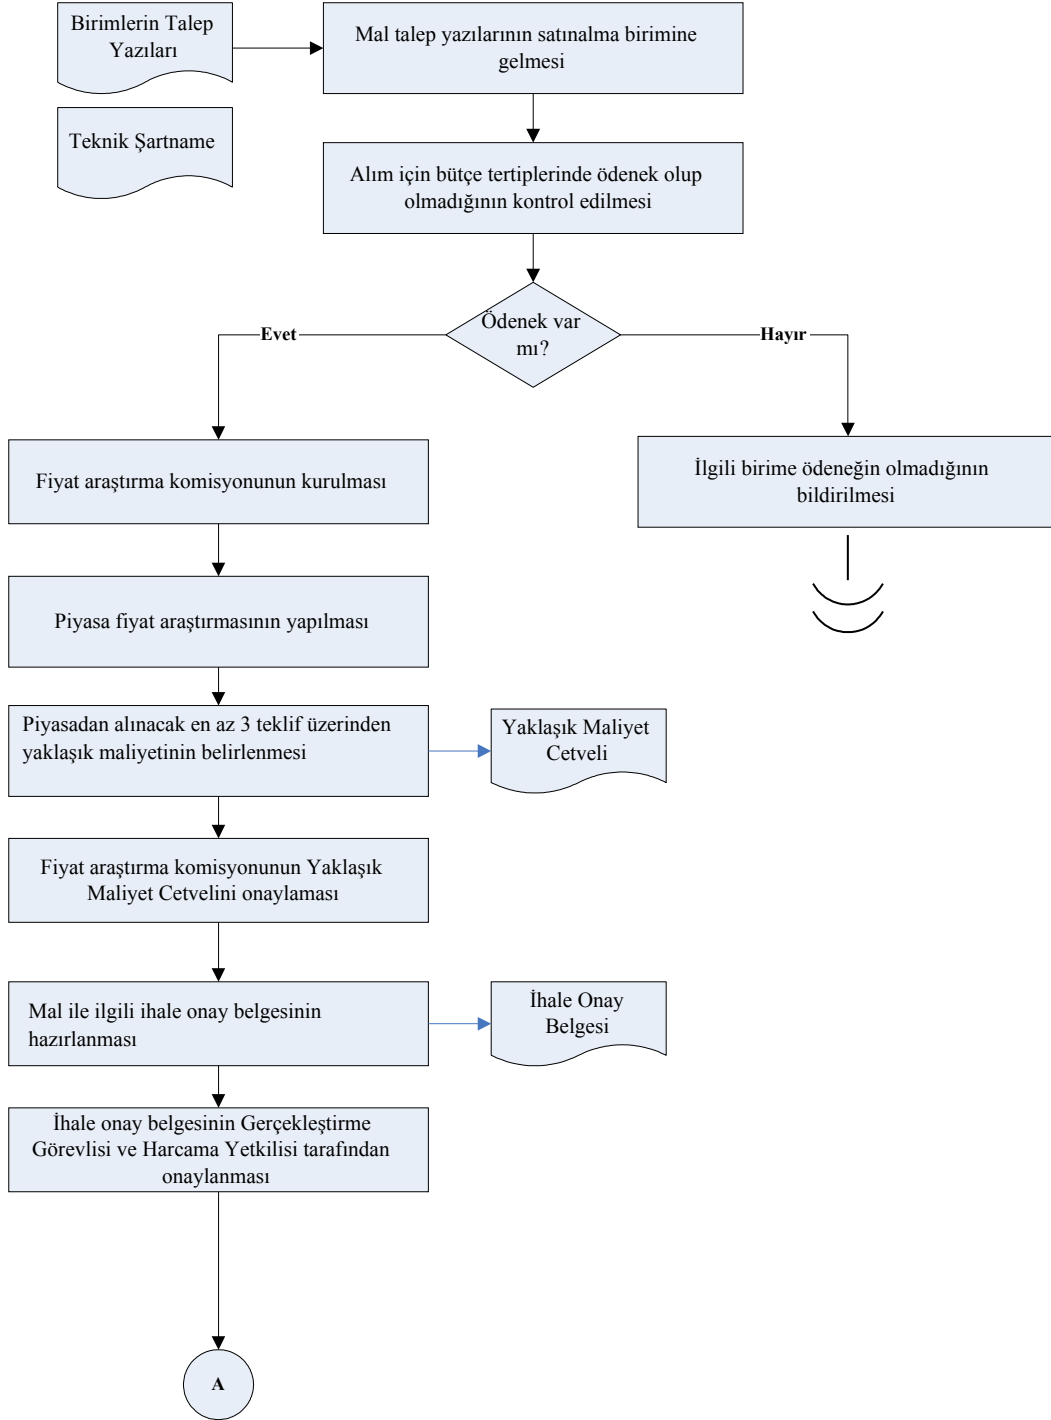 Birimlerin Talep
Yazıları
Mal talep yazılarının satınalma birimine
gelmesi
Teknik Şartname
Alım için bütçe tertiplerinde ödenek olup
olmadığının kontrol edilmesi
Ödenek var
mı?
Evet
Hayır
Fiyat araştırma komisyonunun kurulması
İlgili birime ödeneğin olmadığının
bildirilmesi
Piyasa fiyat araştırmasının yapılması
Piyasadan alınacak en az 3 teklif üzerinden
yaklaşık maliyetinin belirlenmesi
Yaklaşık Maliyet
Cetveli
Fiyat araştırma komisyonunun Yaklaşık
Maliyet Cetvelini onaylaması
Mal ile ilgili ihale onay belgesinin
hazırlanması
İhale Onay
Belgesi
İhale onay belgesinin Gerçekleştirme
Görevlisi ve Harcama Yetkilisi tarafından
onaylanması
A